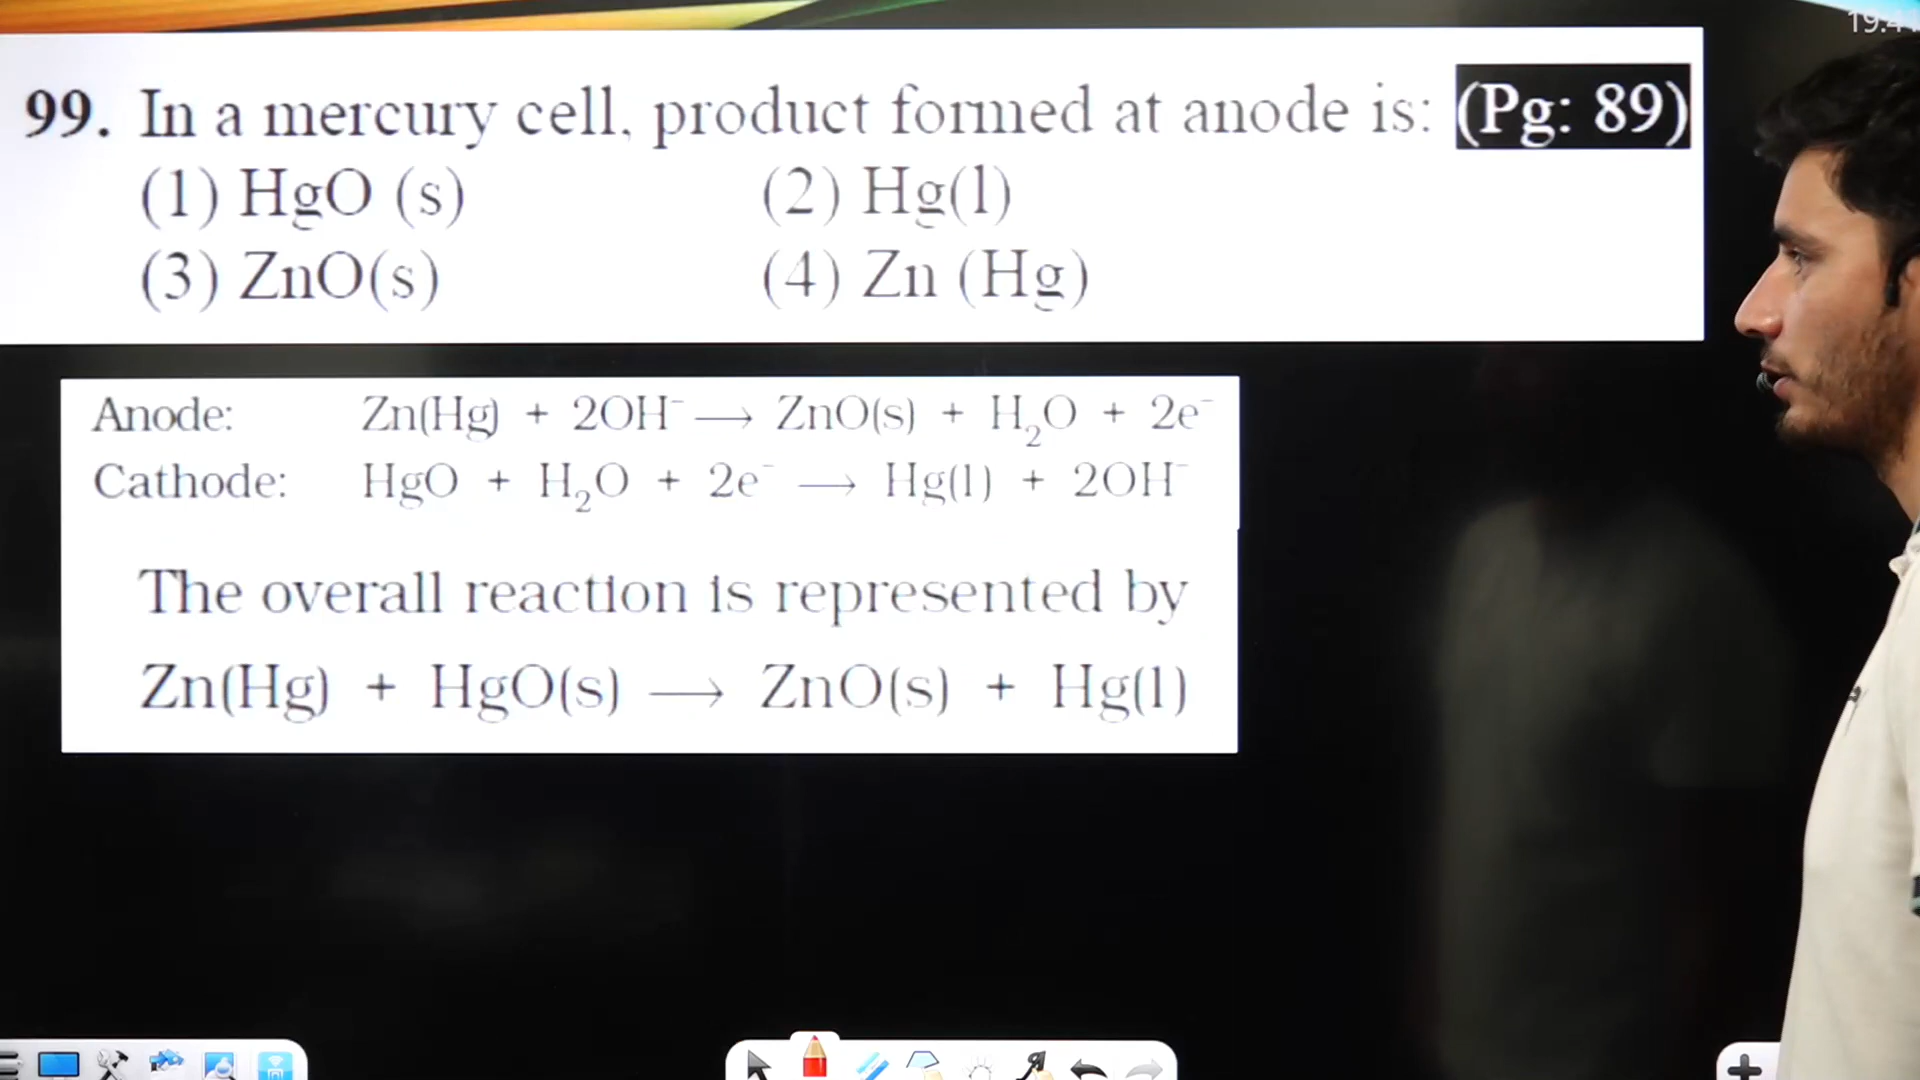 99. In a mercury cell, product formed at anode is: (Pg: 89)
(1) HgO (s) (2) Hg(l)
(3) ZnO(s) (4) Zn (Hg)
Anode: Zn(Hg) + 2OH⁻ ⟶ ZnO(s) + H₂O + 2e⁻
Cathode: HgO + H₂O + 2e⁻ ⟶ Hg(l) + 2OH⁻
The overall reaction is represented by
Zn(Hg) + HgO(s) ⟶ ZnO(s) + Hg(l)